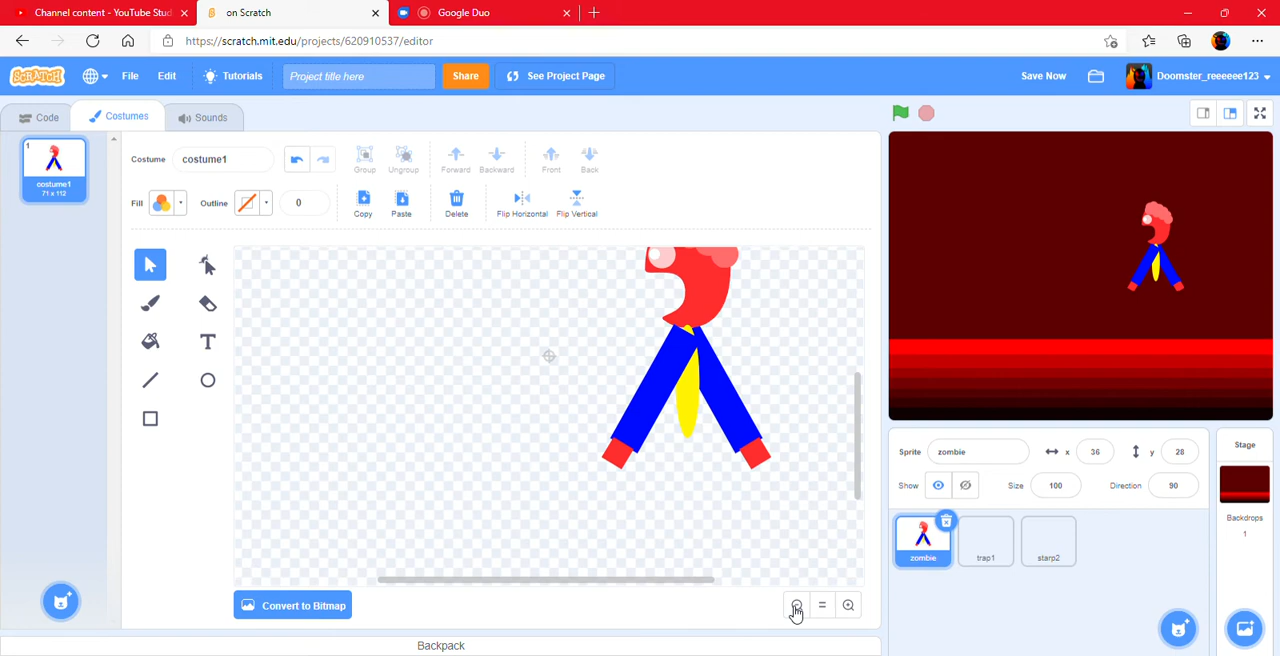 Channel content - YouTube Stud
on Scratch
Google Duo
https://scratch.mit.edu/projects/620910537/editor
SCRATCH
File
Edit
Tutorials
Project title here
Share
See Project Page
Save Now
Doomster_reeeeee123
Code
Costumes
Sounds
1
costume1
71 x 112
Costume
costume1
Group
Ungroup
Forward
Backward
Front
Back
Fill
Outline
0
Copy
Paste
Delete
Flip Horizontal
Flip Vertical
Convert to Bitmap
Backpack
Sprite
zombie
x
36
y
28
Show
Size
100
Direction
90
zombie
trap1
starp2
Stage
Backdrops
1